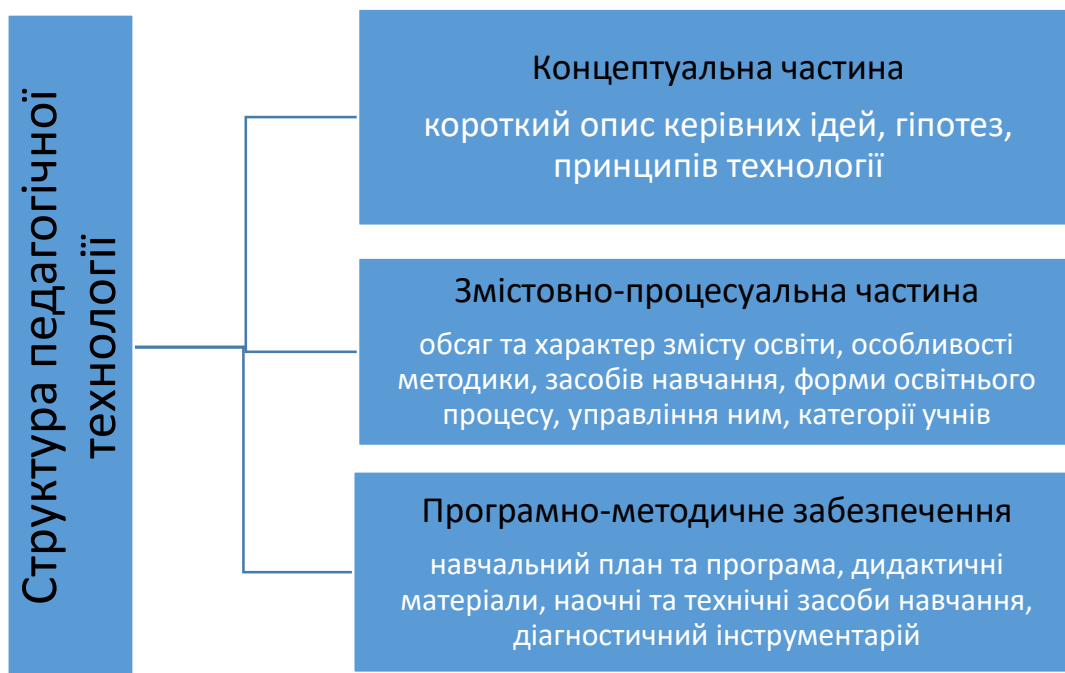 Структура педагогічної
технології
Концептуальна частина
короткий опис керівних ідей, гіпотез,
принципів технології
Змістовно-процесуальна частина
обсяг та характер змісту освіти, особливості
методики, засобів навчання, форми освітнього
процесу, управління ним, категорії учнів
Програмно-методичне забезпечення
навчальний план та програма, дидактичні
матеріали, наочні та технічні засоби навчання,
діагностичний інструментарій